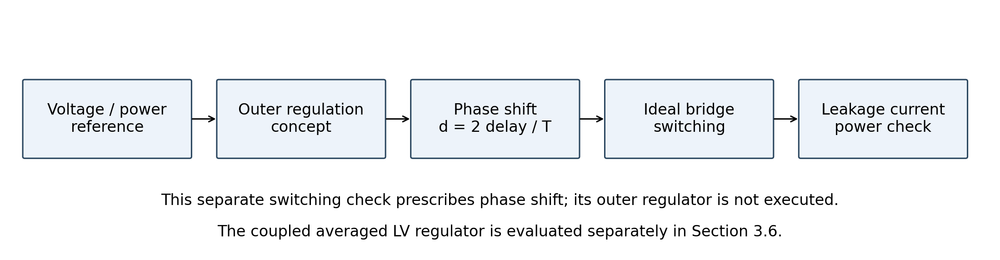 Voltage / power
reference
Outer regulation
concept
Phase shift
d = 2 delay / T
Ideal bridge
switching
Leakage current
power check
This separate switching check prescribes phase shift; its outer regulator is not executed.
The coupled averaged LV regulator is evaluated separately in Section 3.6.